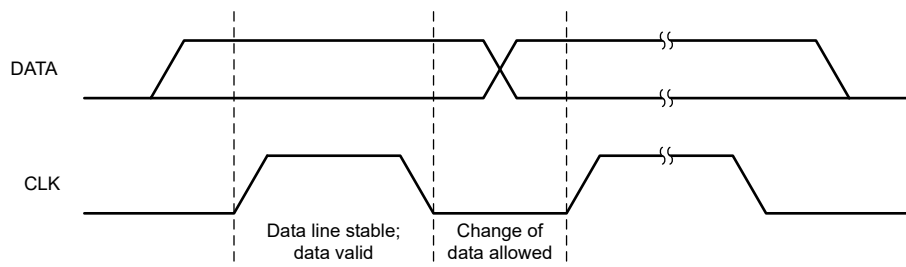 DATA
CLK
Data line stable;
data valid
Change of
data allowed